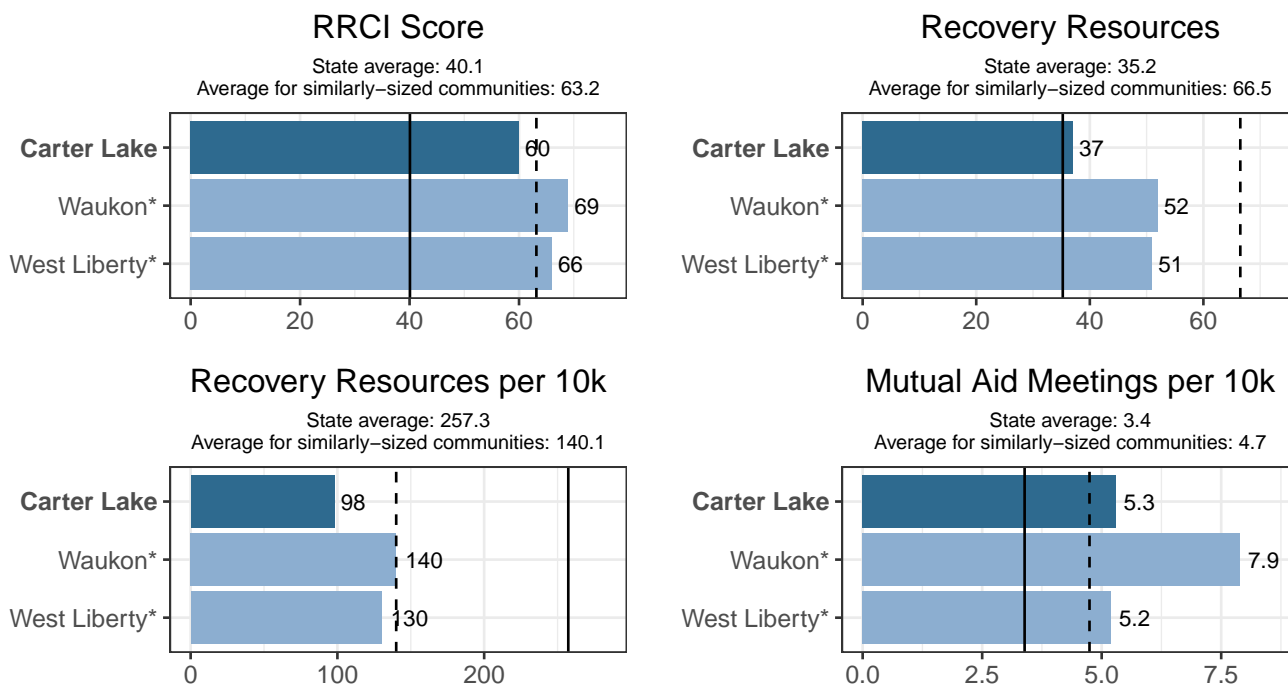 RRCI Score
State average: 40.1
Average for similarly−sized communities: 63.2
Carter Lake
60
Waukon*
69
West Liberty*
66
0 20 40 60
Recovery Resources
State average: 35.2
Average for similarly−sized communities: 66.5
Carter Lake
37
Waukon*
52
West Liberty*
51
0 20 40 60
Recovery Resources per 10k
State average: 257.3
Average for similarly−sized communities: 140.1
Carter Lake
98
Waukon*
140
West Liberty*
130
0 100 200
Mutual Aid Meetings per 10k
State average: 3.4
Average for similarly−sized communities: 4.7
Carter Lake
5.3
Waukon*
7.9
West Liberty*
5.2
0.0 2.5 5.0 7.5